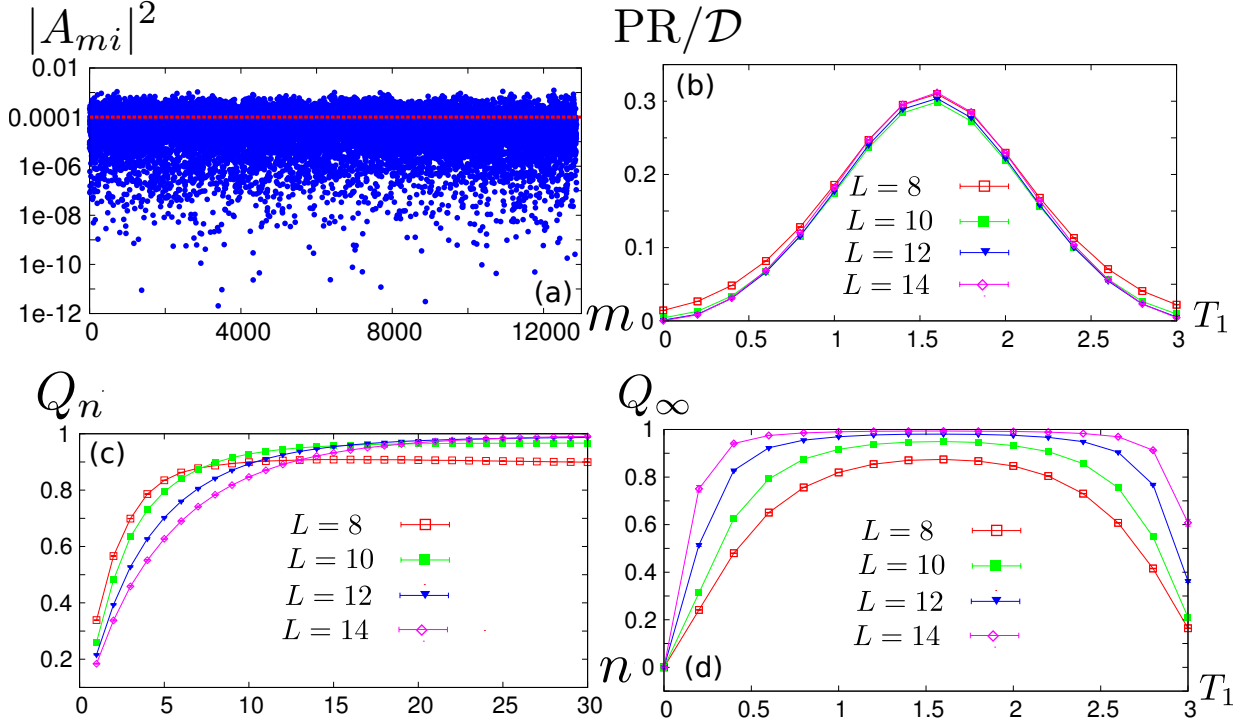 |A_{mi}|^2
0.01
0.0001
1e-06
1e-08
1e-10
1e-12
0 4000 8000 12000
m
(a)
PR/𝒟
0.3
0.2
0.1
0
0 0.5 1 1.5 2 2.5 3
T_1
(b)
L = 8
L = 10
L = 12
L = 14
Q_n
1
0.8
0.6
0.4
0.2
0 5 10 15 20 25 30
n
(c)
L = 8
L = 10
L = 12
L = 14
Q_∞
1
0.8
0.6
0.4
0.2
0
0 0.5 1 1.5 2 2.5 3
T_1
(d)
L = 8
L = 10
L = 12
L = 14